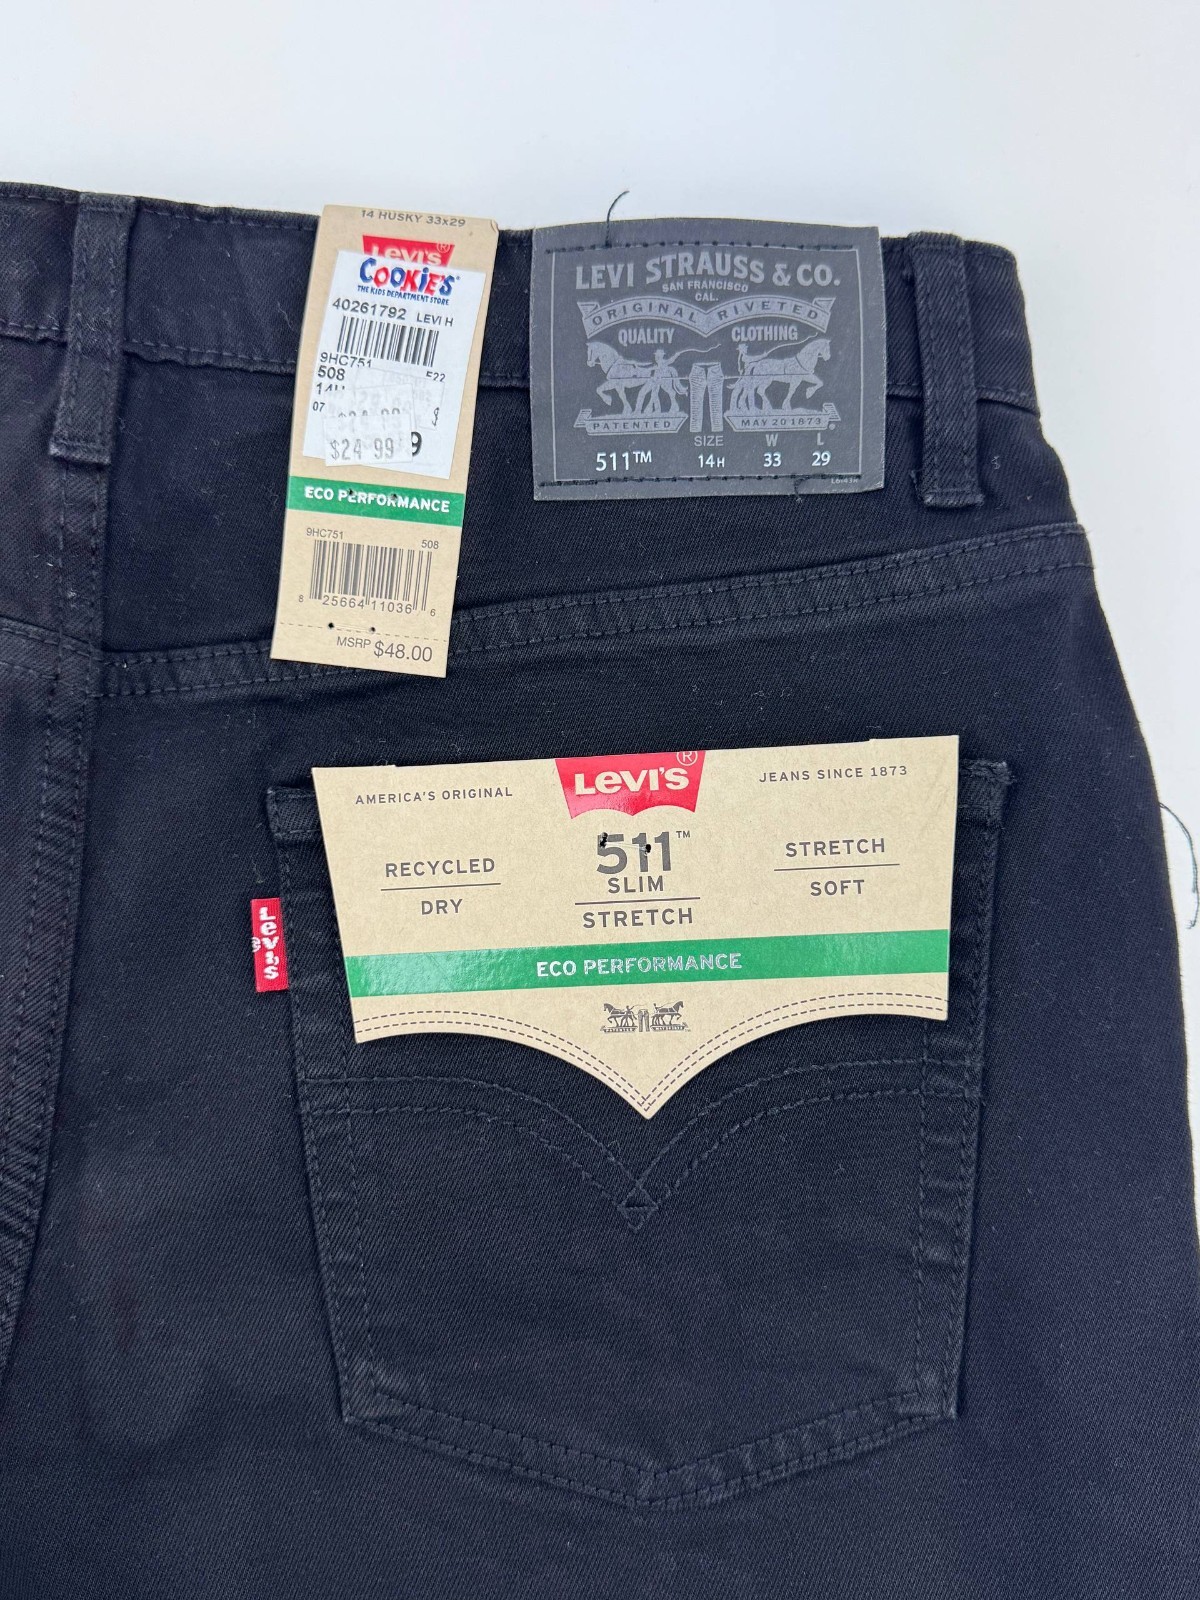 14 HUSKY 33x29
Levi's®
COOKIE'S
THE KIDS DEPARTMENT STORE
40261792 LEVI H
9HC751
508 522
07
$24.99 9
$
ECO PERFORMANCE
9HC751 508
8 25664 11036 6
MSRP $48.00
LEVI STRAUSS & CO.
SAN FRANCISCO
CAL.
ORIGINAL RIVETED
QUALITY CLOTHING
PATENTED MAY 20 1873
SIZE W L
511™ 14H 33 29
AMERICA'S ORIGINAL
Levi's®
JEANS SINCE 1873
511™
SLIM
STRETCH
RECYCLED
DRY
STRETCH
SOFT
ECO PERFORMANCE
Levi's®